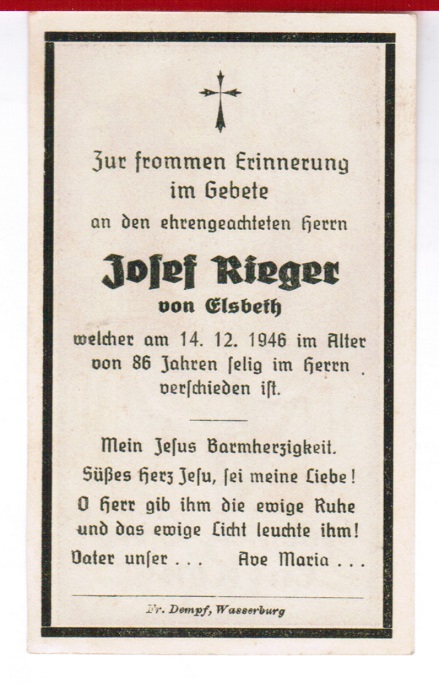 Zur frommen Erinnerung
im Gebete
an den ehrengeachteten Herrn
Josef Rieger
von Elsbeth
welcher am 14. 12. 1946 im Alter
von 86 Jahren selig im Herrn
verschieden ist.
Mein Jesus Barmherzigkeit.
Süßes Herz Jesu, sei meine Liebe!
O Herr gib ihm die ewige Ruhe
und das ewige Licht leuchte ihm!
Vater unser . . . Ave Maria . . .
Fr. Dempf, Wasserburg